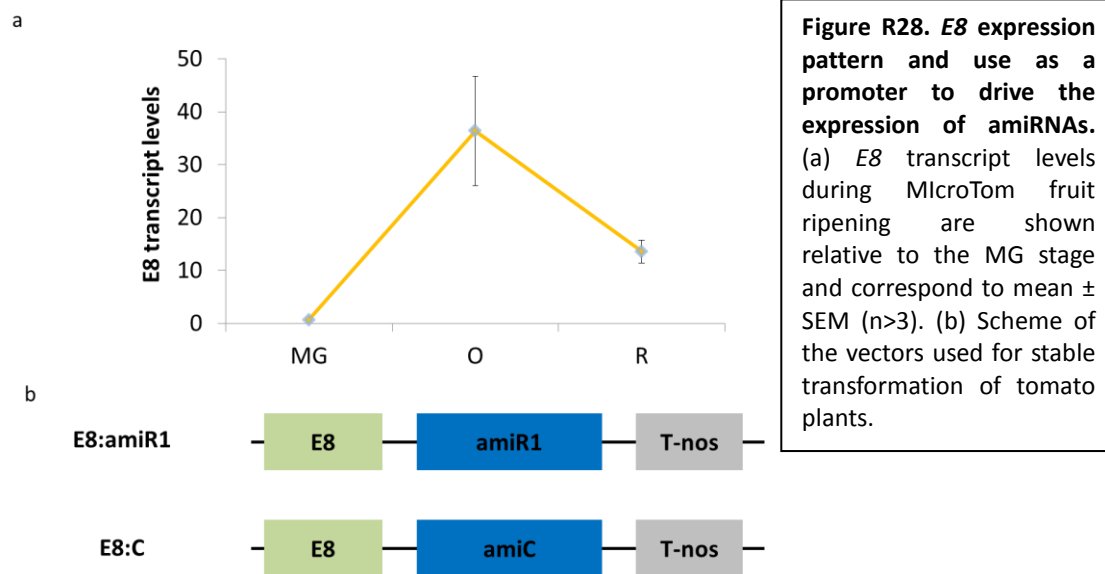 a
E8 transcript levels
50
40
30
20
10
0
MG O R
b
E8:amiR1 E8 amiR1 T-nos
E8:C E8 amiC T-nos
Figure R28. E8 expression
pattern and use as a
promoter to drive the
expression of amiRNAs.
(a) E8 transcript levels
during MIcroTom fruit
ripening are shown
relative to the MG stage
and correspond to mean ±
SEM (n>3). (b) Scheme of
the vectors used for stable
transformation of tomato
plants.